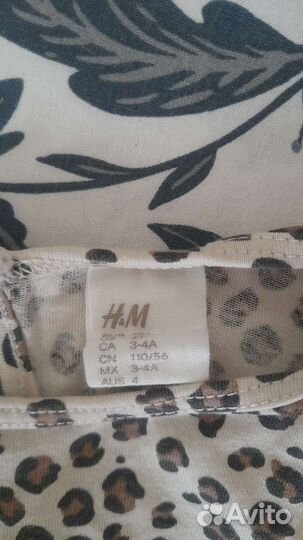 H&M
CA 3-4A
CN 110/56
MX 3-4A
AUS 4
Avito